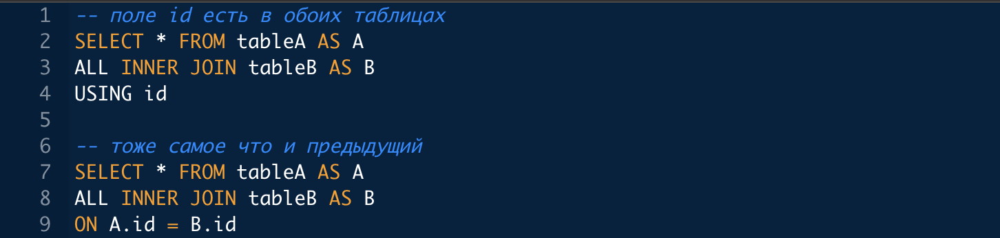 1 -- поле id есть в обоих таблицах
2 SELECT * FROM tableA AS A
3 ALL INNER JOIN tableB AS B
4 USING id
5
6 -- тоже самое что и предыдущий
7 SELECT * FROM tableA AS A
8 ALL INNER JOIN tableB AS B
9 ON A.id = B.id